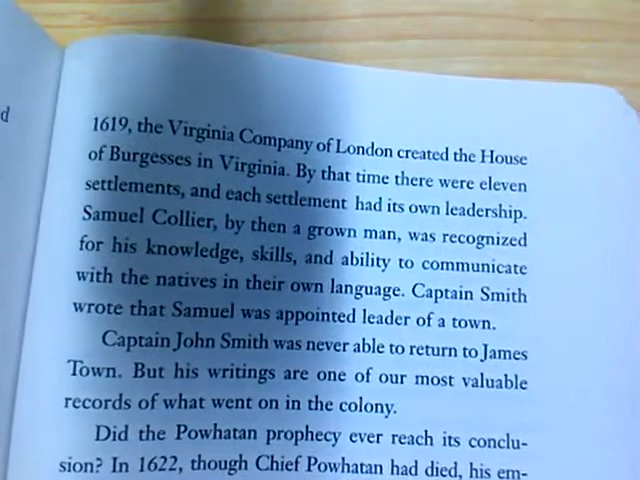 d
1619, the Virginia Company of London created the House
of Burgesses in Virginia. By that time there were eleven
settlements, and each settlement had its own leadership.
Samuel Collier, by then a grown man, was recognized
for his knowledge, skills, and ability to communicate
with the natives in their own language. Captain Smith
wrote that Samuel was appointed leader of a town.
Captain John Smith was never able to return to James
Town. But his writings are one of our most valuable
records of what went on in the colony.
Did the Powhatan prophecy ever reach its conclu-
sion? In 1622, though Chief Powhatan had died, his em-